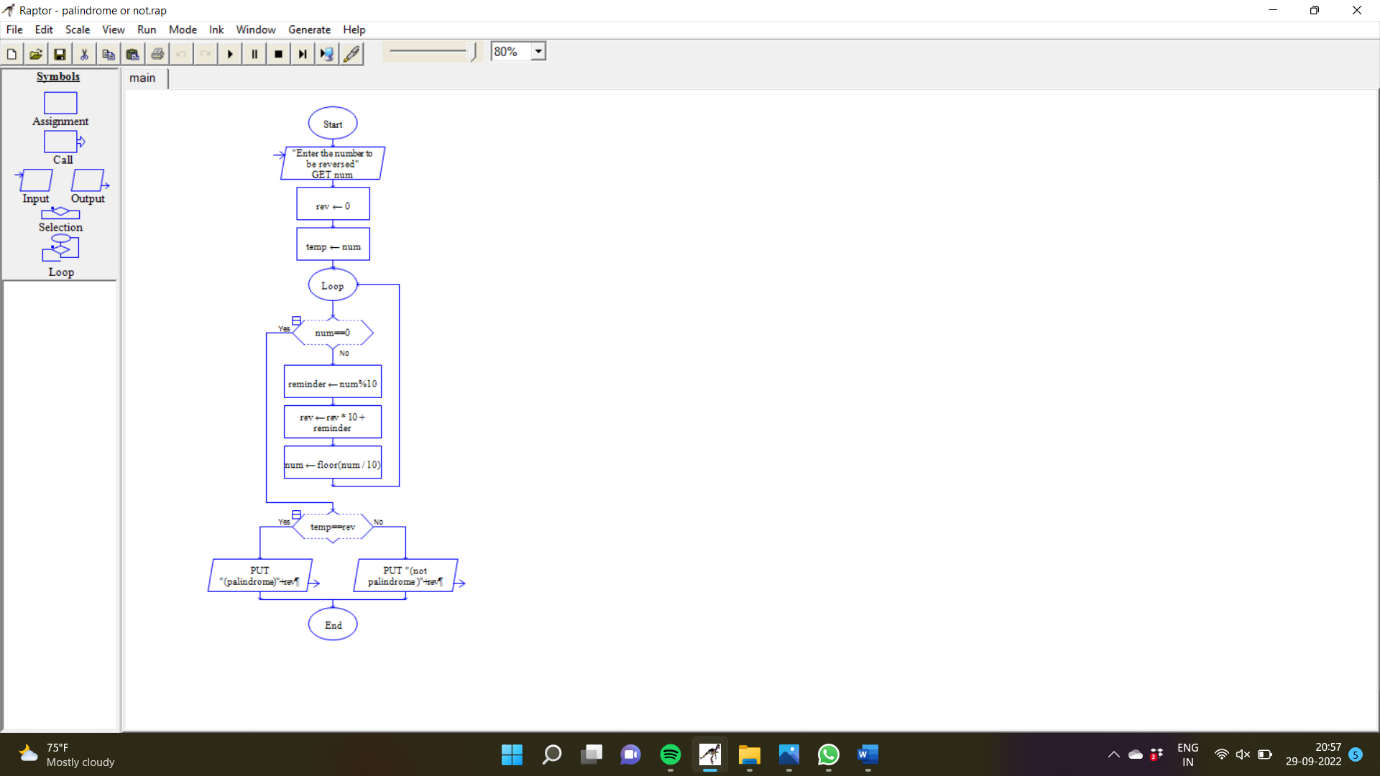 Raptor - palindrome or not.rap
File Edit Scale View Run Mode Ink Window Generate Help
80%
Symbols
Assignment
Call
Input Output
Selection
Loop
main
Start
"Enter the number to
be reversed"
GET num
rev ← 0
temp ← num
Loop
Yes
num==0
No
reminder ← num%10
rev ← rev * 10 +
reminder
num ← floor(num / 10)
Yes
temp==rev
No
PUT
"(palindrome)"+rev¶
PUT "(not
palindrome )"+rev¶
End
75°F
Mostly cloudy
ENG
IN
20:57
29-09-2022
5